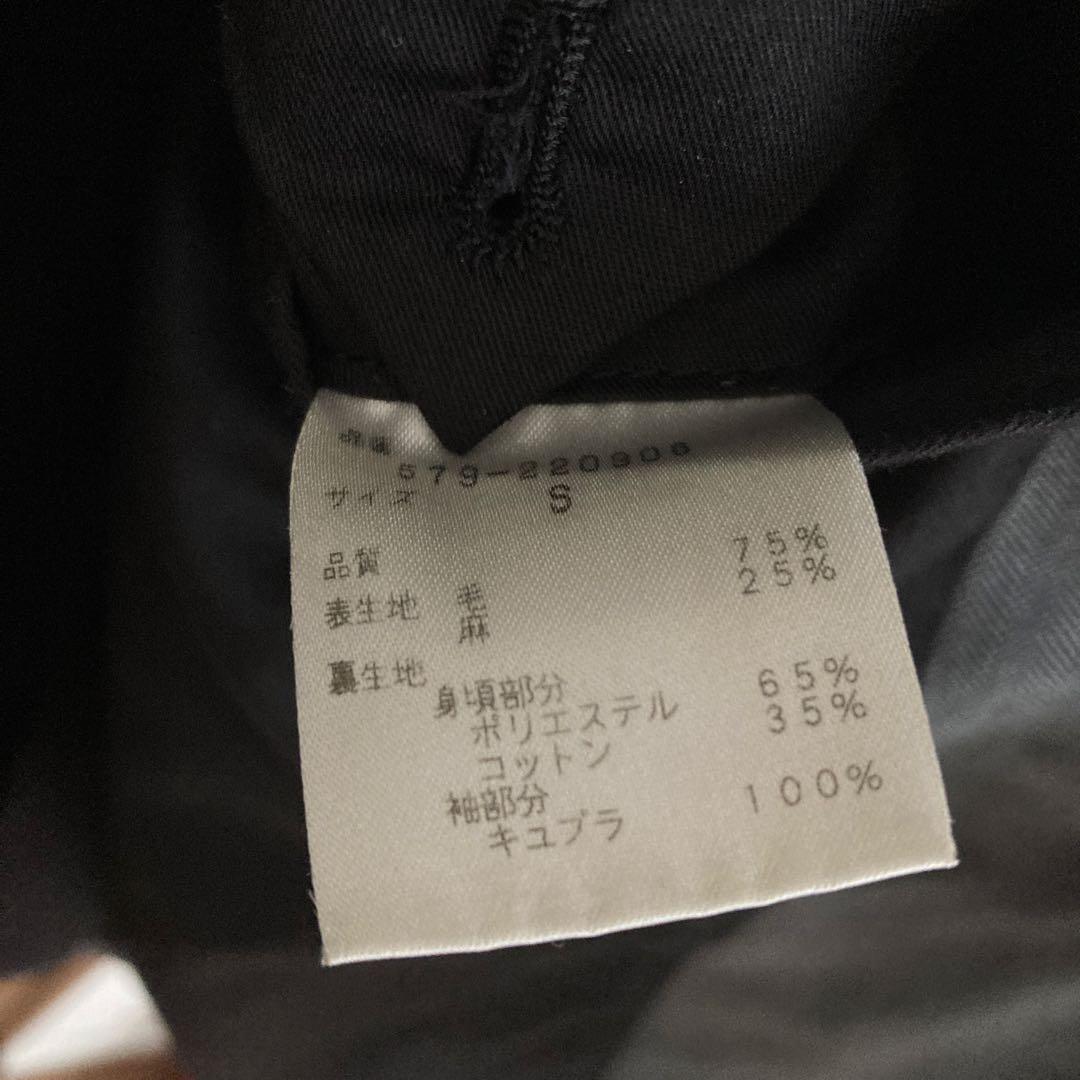 品番
579-220906
サイズ S
品質
表生地 毛 75%
麻 25%
裏生地
身頃部分
ポリエステル 65%
コットン 35%
袖部分
キュプラ 100%